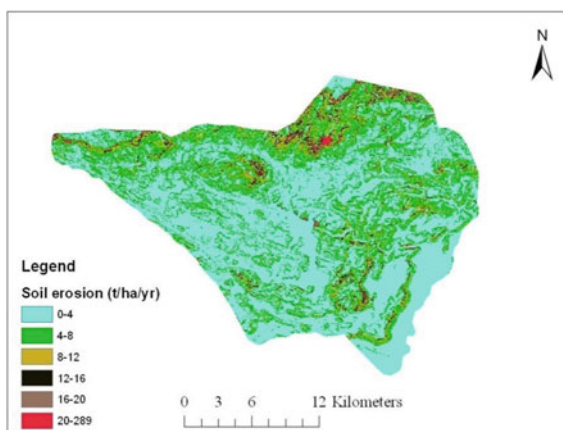 N
Legend
Soil erosion (t/ha/yr)
0-4
4-8
8-12
12-16
16-20
20-289
0 3 6 12 Kilometers